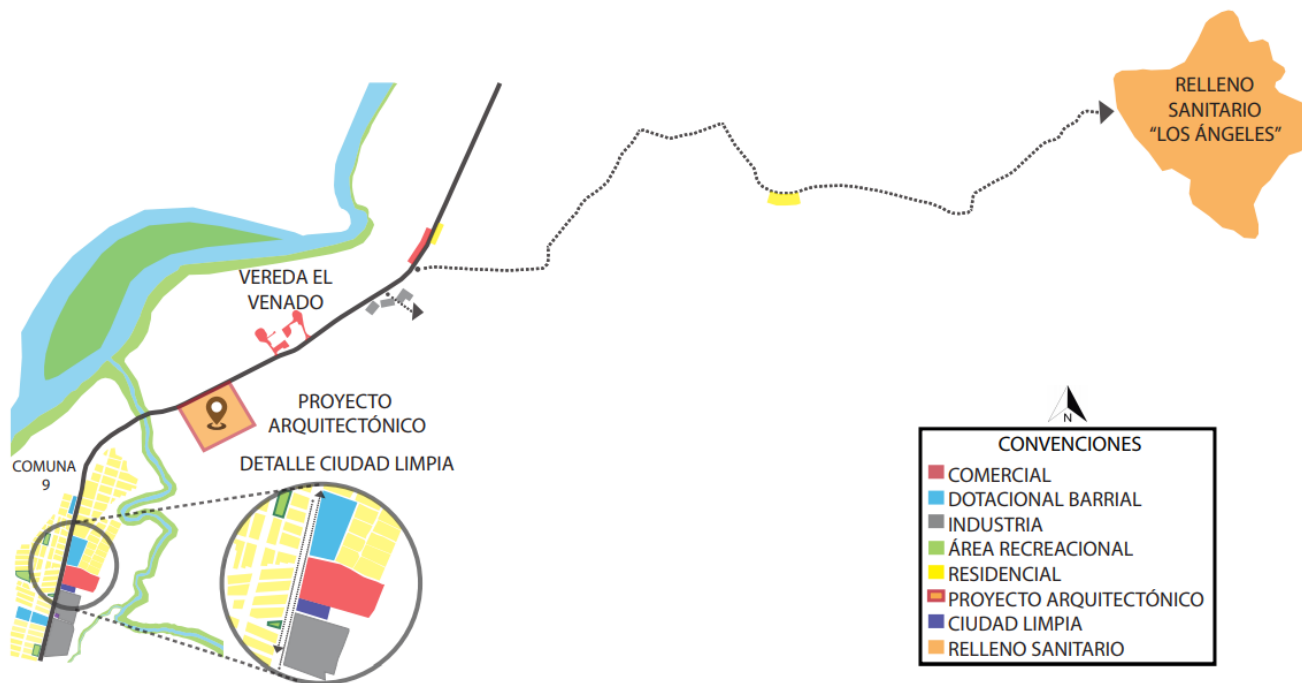 RELLENO
SANITARIO
“LOS ÁNGELES”
VEREDA EL
VENADO
PROYECTO
ARQUITECTÓNICO
DETALLE CIUDAD LIMPIA
COMUNA
9
N
CONVENCIONES
COMERCIAL
DOTACIONAL BARRIAL
INDUSTRIA
ÁREA RECREACIONAL
RESIDENCIAL
PROYECTO ARQUITECTÓNICO
CIUDAD LIMPIA
RELLENO SANITARIO